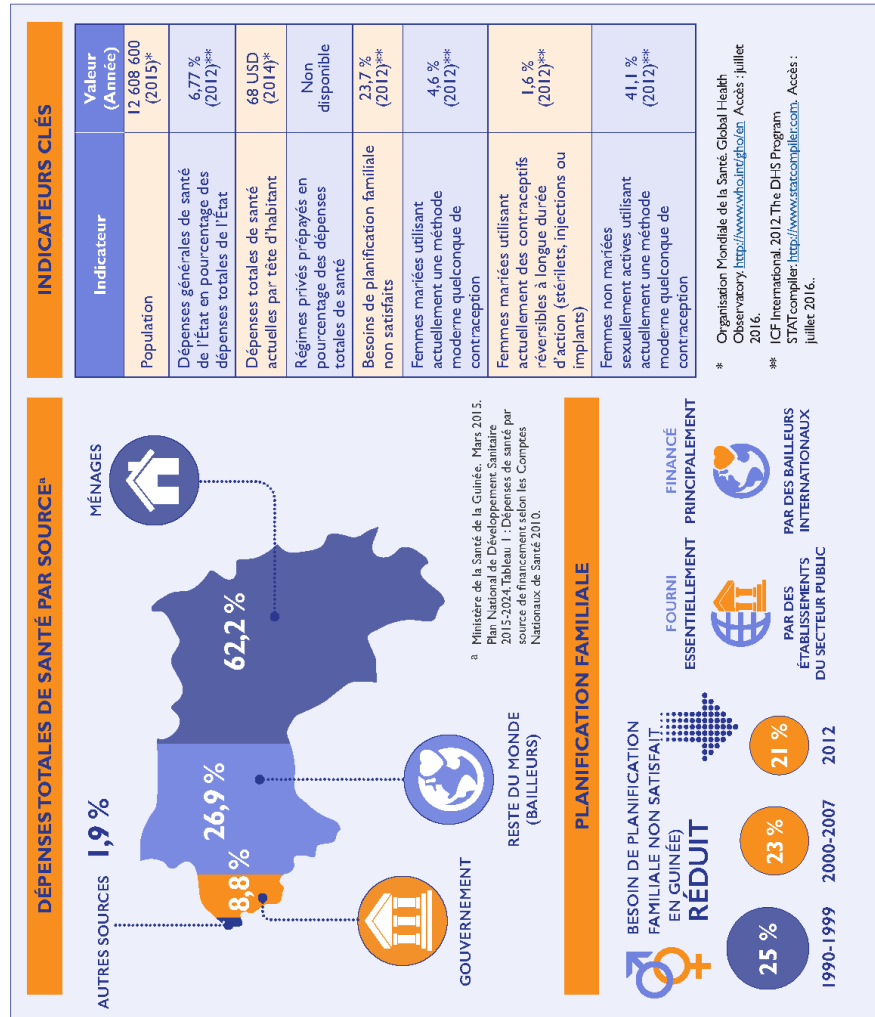 DÉPENSES TOTALES DE SANTÉ PAR SOURCEa
AUTRES SOURCES 1,9 %
8,8 %
26,9 %
62,2 %
MÉNAGES
GOUVERNEMENT
RESTE DU MONDE
(BAILLEURS)
a Ministère de la Santé de la Guinée. Mars 2015.
Plan National de Développement Sanitaire
2015-2024. Tableau 1 : Dépenses de santé par
source de financement selon les Comptes
Nationaux de Santé 2010.
PLANIFICATION FAMILIALE
BESOIN DE PLANIFICATION
FAMILIALE NON SATISFAIT
EN GUINÉE)
RÉDUIT
25 %
23 %
21 %
1990-1999
2000-2007
2012
FOURNI
ESSENTIELLEMENT
PAR DES
ÉTABLISSEMENTS
DU SECTEUR PUBLIC
FINANCÉ
PRINCIPALEMENT
PAR DES BAILLEURS
INTERNATIONAUX
INDICATEURS CLÉS
Indicateur
Valeur
(Année)
Population
12 608 600
(2015)*
Dépenses générales de santé
de l'État en pourcentage des
dépenses totales de l'État
6,77 %
(2012)**
Dépenses totales de santé
actuelles par tête d'habitant
68 USD
(2014)*
Régimes privés prépayés en
pourcentage des dépenses
totales de santé
Non
disponible
Besoins de planification familiale
non satisfaits
23,7 %
(2012)**
Femmes mariées utilisant
actuellement une méthode
moderne quelconque de
contraception
4,6 %
(2012)**
Femmes mariées utilisant
actuellement des contraceptifs
réversibles à longue durée
d'action (stérilets, injections ou
implants)
1,6 %
(2012)**
Femmes non mariées
sexuellement actives utilisant
actuellement une méthode
moderne quelconque de
contraception
41,1 %
(2012)**
* Organisation Mondiale de la Santé. Global Health
Observatory. http://www.who.int/gho/en Accès : juillet
2016.
** ICF International. 2012. The DHS Program
STATcompiler. http://www.statcompiler.com. Accès :
juillet 2016..